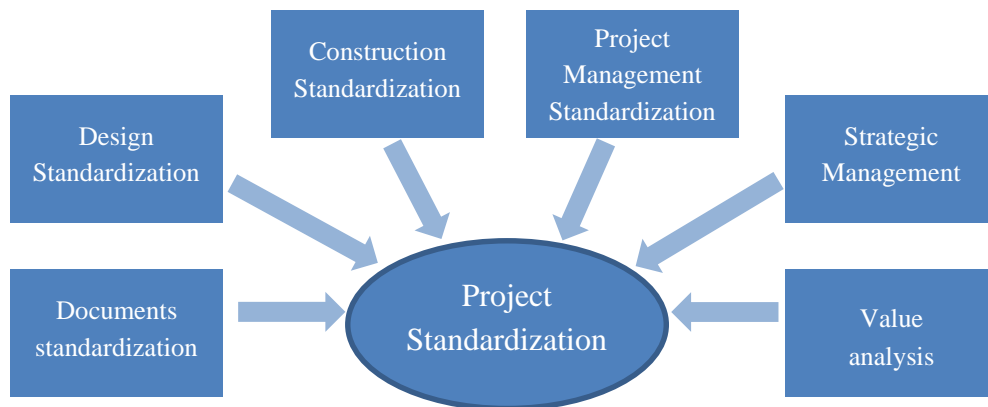 Construction
Standardization
Project
Management
Standardization
Design
Standardization
Strategic
Management
Documents
standardization
Project
Standardization
Value
analysis